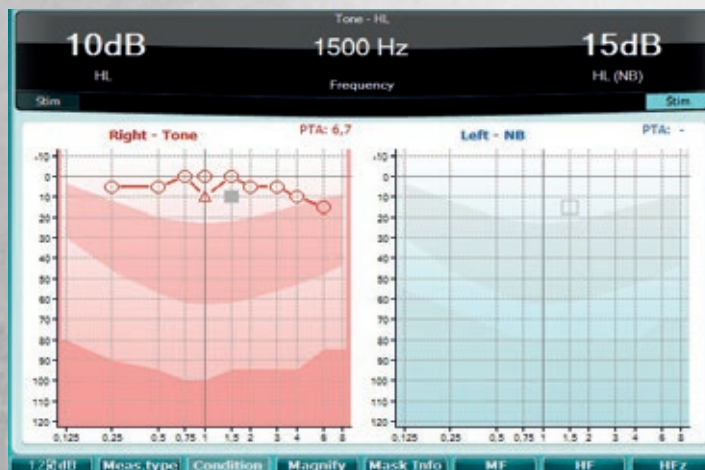 Tone - HL
10dB 1500 Hz 15dB
HL Frequency HL (NB)
Stim Stim
Right - Tone PTA: 6,7 Left - NB PTA: -
-10 -10
0 0
10 10
20 20
30 30
40 40
50 50
60 60
70 70
80 80
90 90
100 100
110 110
120 120
0,125 0,25 0,5 0,75 1 1,5 2 3 4 6 8 0,125 0,25 0,5 0,75 1 1,5 2 3 4 6 8
Meas.type Condition Magnify Mask Info MF HF HFz